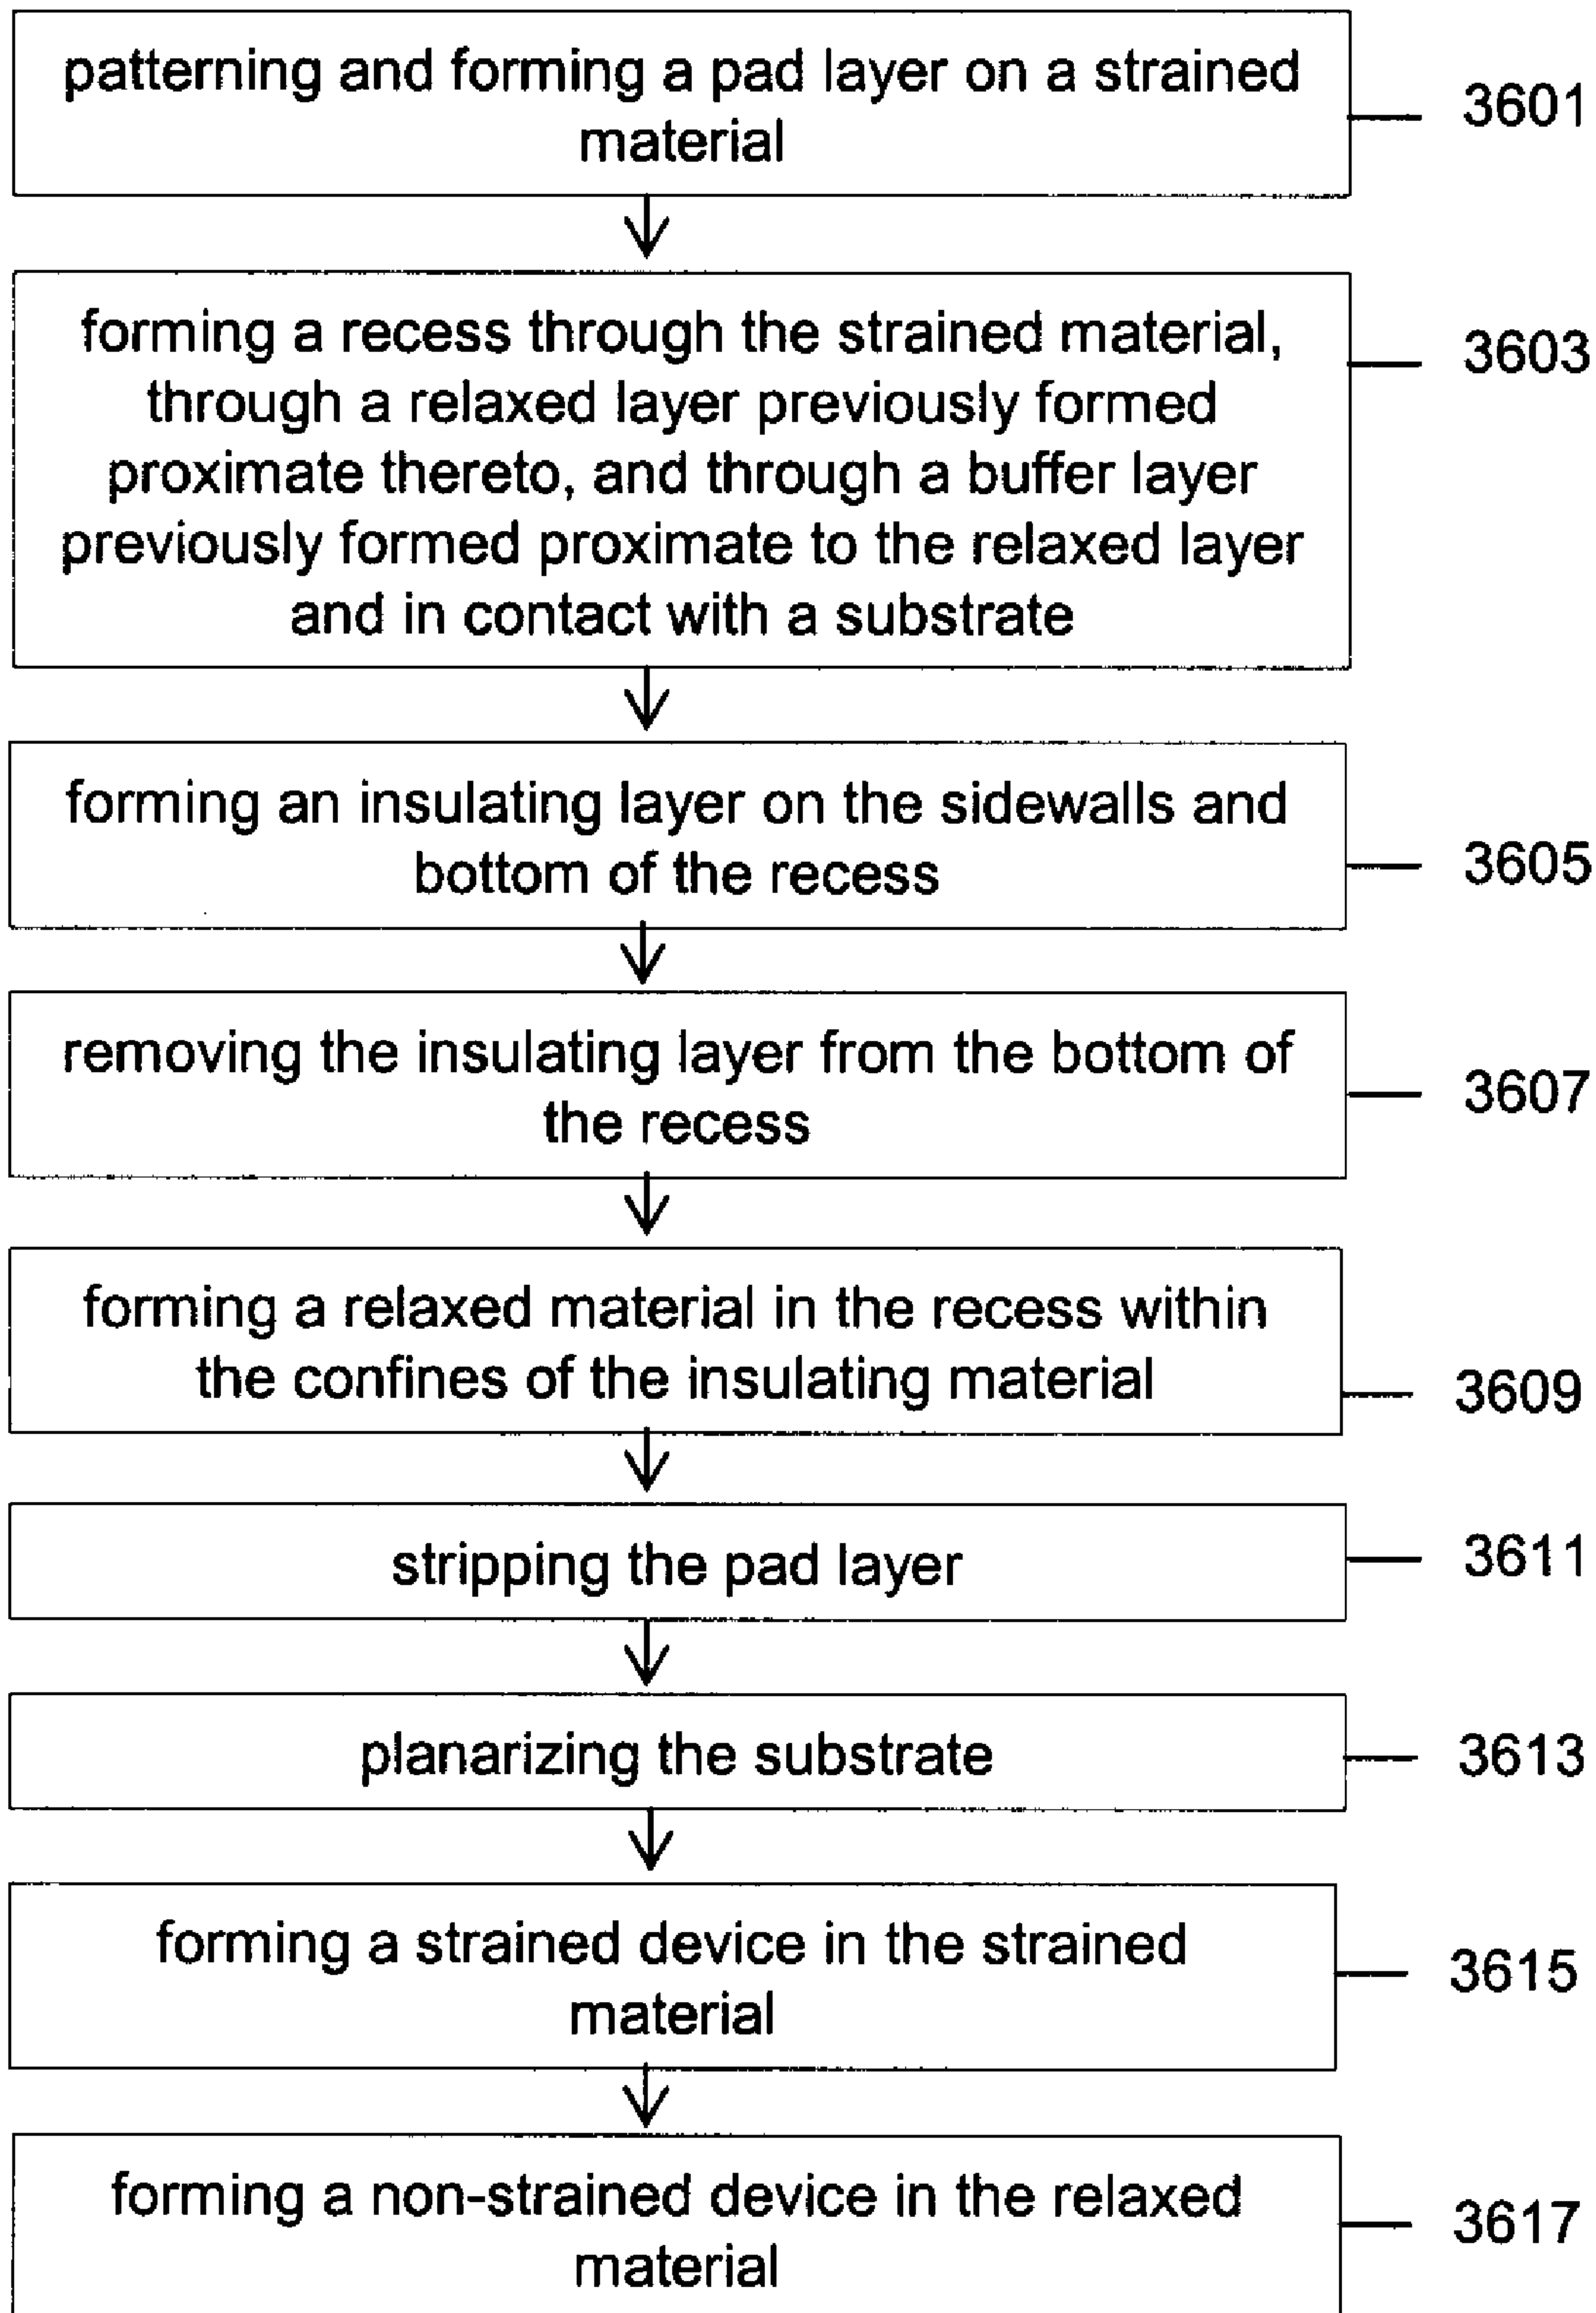 patterning and forming a pad layer on a strained
material
3601
forming a recess through the strained material,
through a relaxed layer previously formed
proximate thereto, and through a buffer layer
previously formed proximate to the relaxed layer
and in contact with a substrate
3603
forming an insulating layer on the sidewalls and
bottom of the recess
3605
removing the insulating layer from the bottom of
the recess
3607
forming a relaxed material in the recess within
the confines of the insulating material
3609
stripping the pad layer
3611
planarizing the substrate
3613
forming a strained device in the strained
material
3615
forming a non-strained device in the relaxed
material
3617